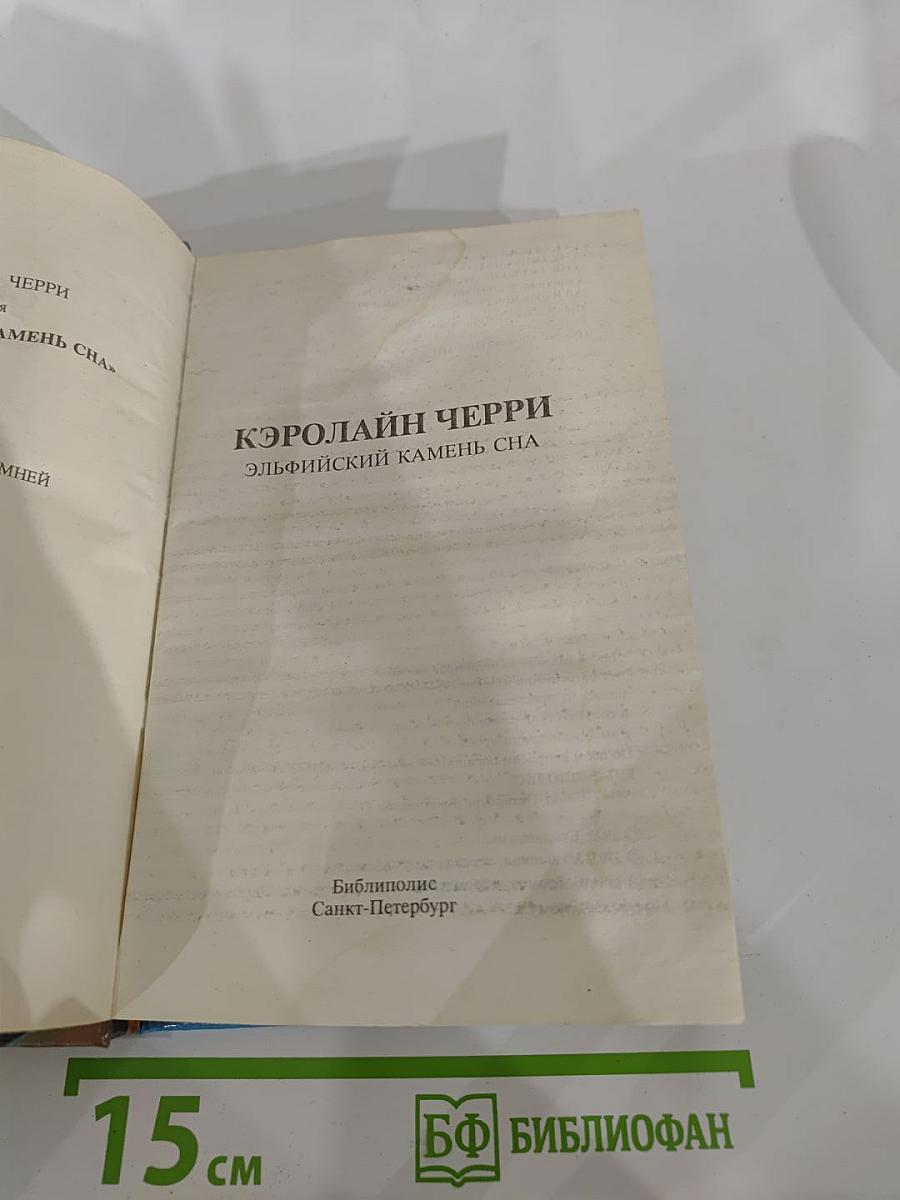 ЧЕРРИ
АМЕНЬ СНА»
МНЕЙ
КЭРОЛАЙН ЧЕРРИ
ЭЛЬФИЙСКИЙ КАМЕНЬ СНА
Библиполис
Санкт-Петербург
15 см
БФ БИБЛИОФАН